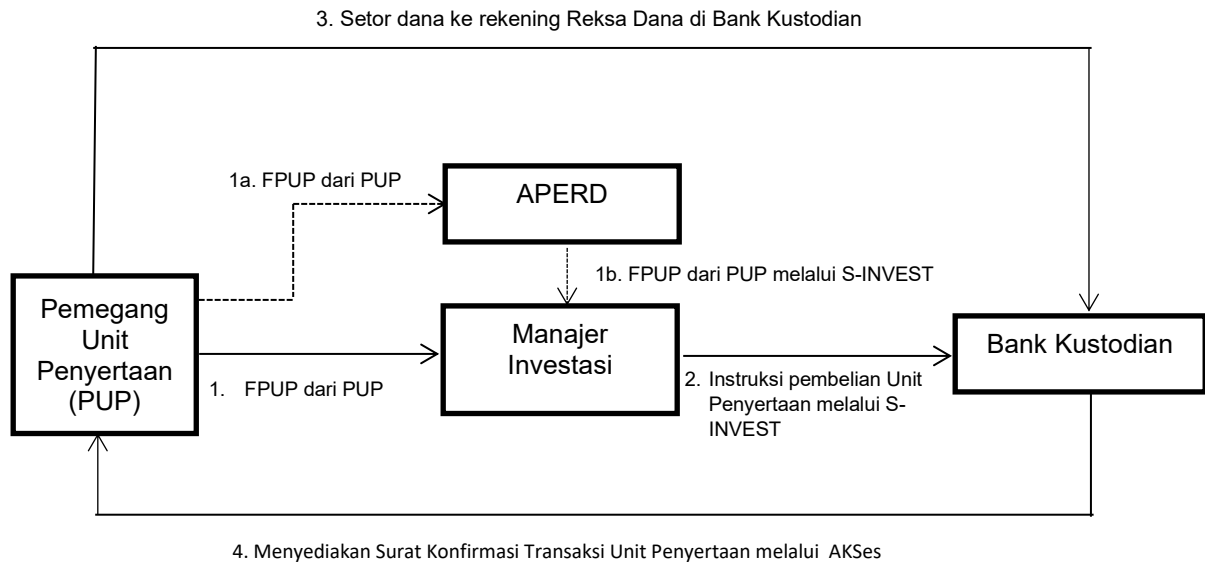 3. Setor dana ke rekening Reksa Dana di Bank Kustodian
1a. FPUP dari PUP
APERD
1b. FPUP dari PUP melalui S-INVEST
Pemegang
Unit
Penyertaan
(PUP)
Manajer
Investasi
Bank Kustodian
1. FPUP dari PUP
2. Instruksi pembelian Unit
Penyertaan melalui S-
INVEST
4. Menyediakan Surat Konfirmasi Transaksi Unit Penyertaan melalui AKSes